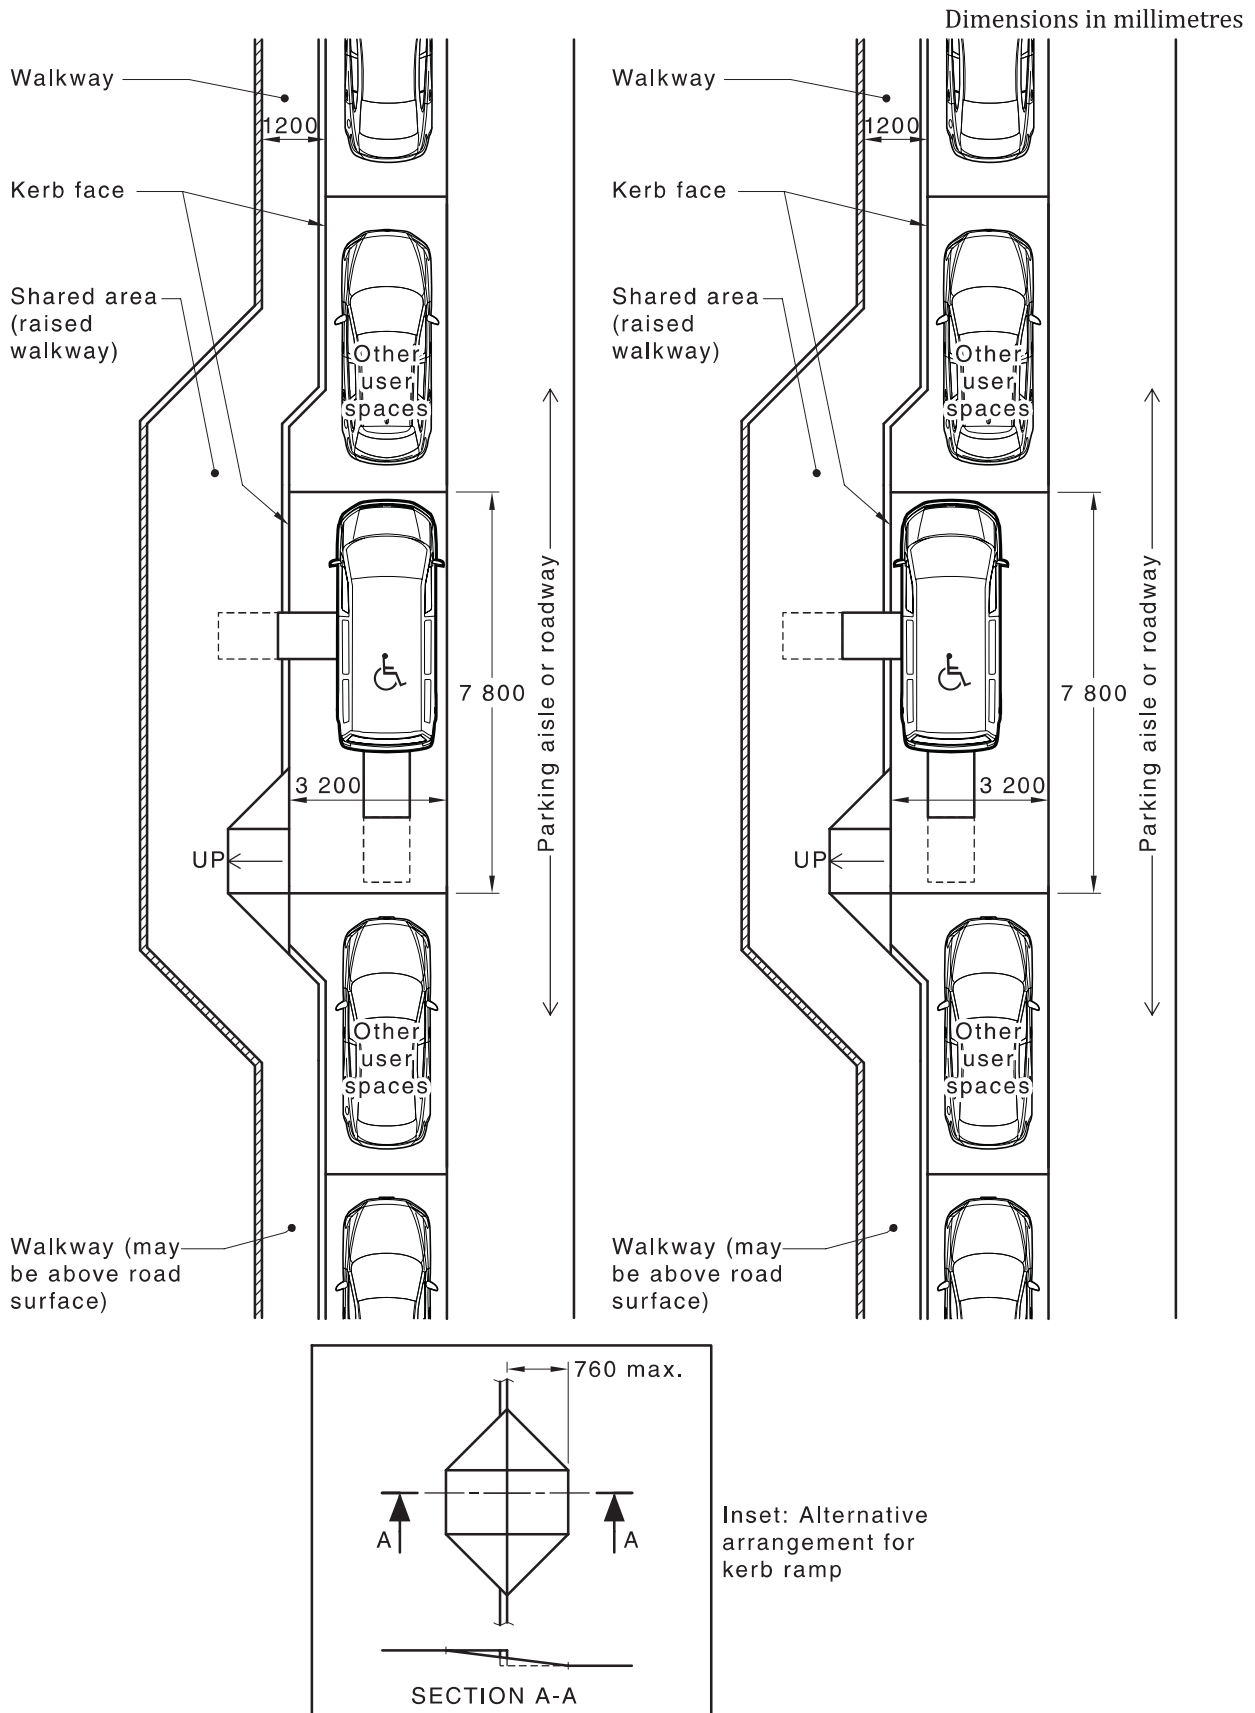 Dimensions in millimetres
Walkway
1200
Kerb face
Shared area
(raised
walkway)
Other
user
spaces
7 800
3 200
UP
Parking aisle or roadway
Other
user
spaces
Walkway (may
be above road
surface)
Walkway
1200
Kerb face
Shared area
(raised
walkway)
Other
user
spaces
7 800
3 200
UP
Parking aisle or roadway
Other
user
spaces
Walkway (may
be above road
surface)
760 max.
A
A
SECTION A-A
Inset: Alternative
arrangement for
kerb ramp